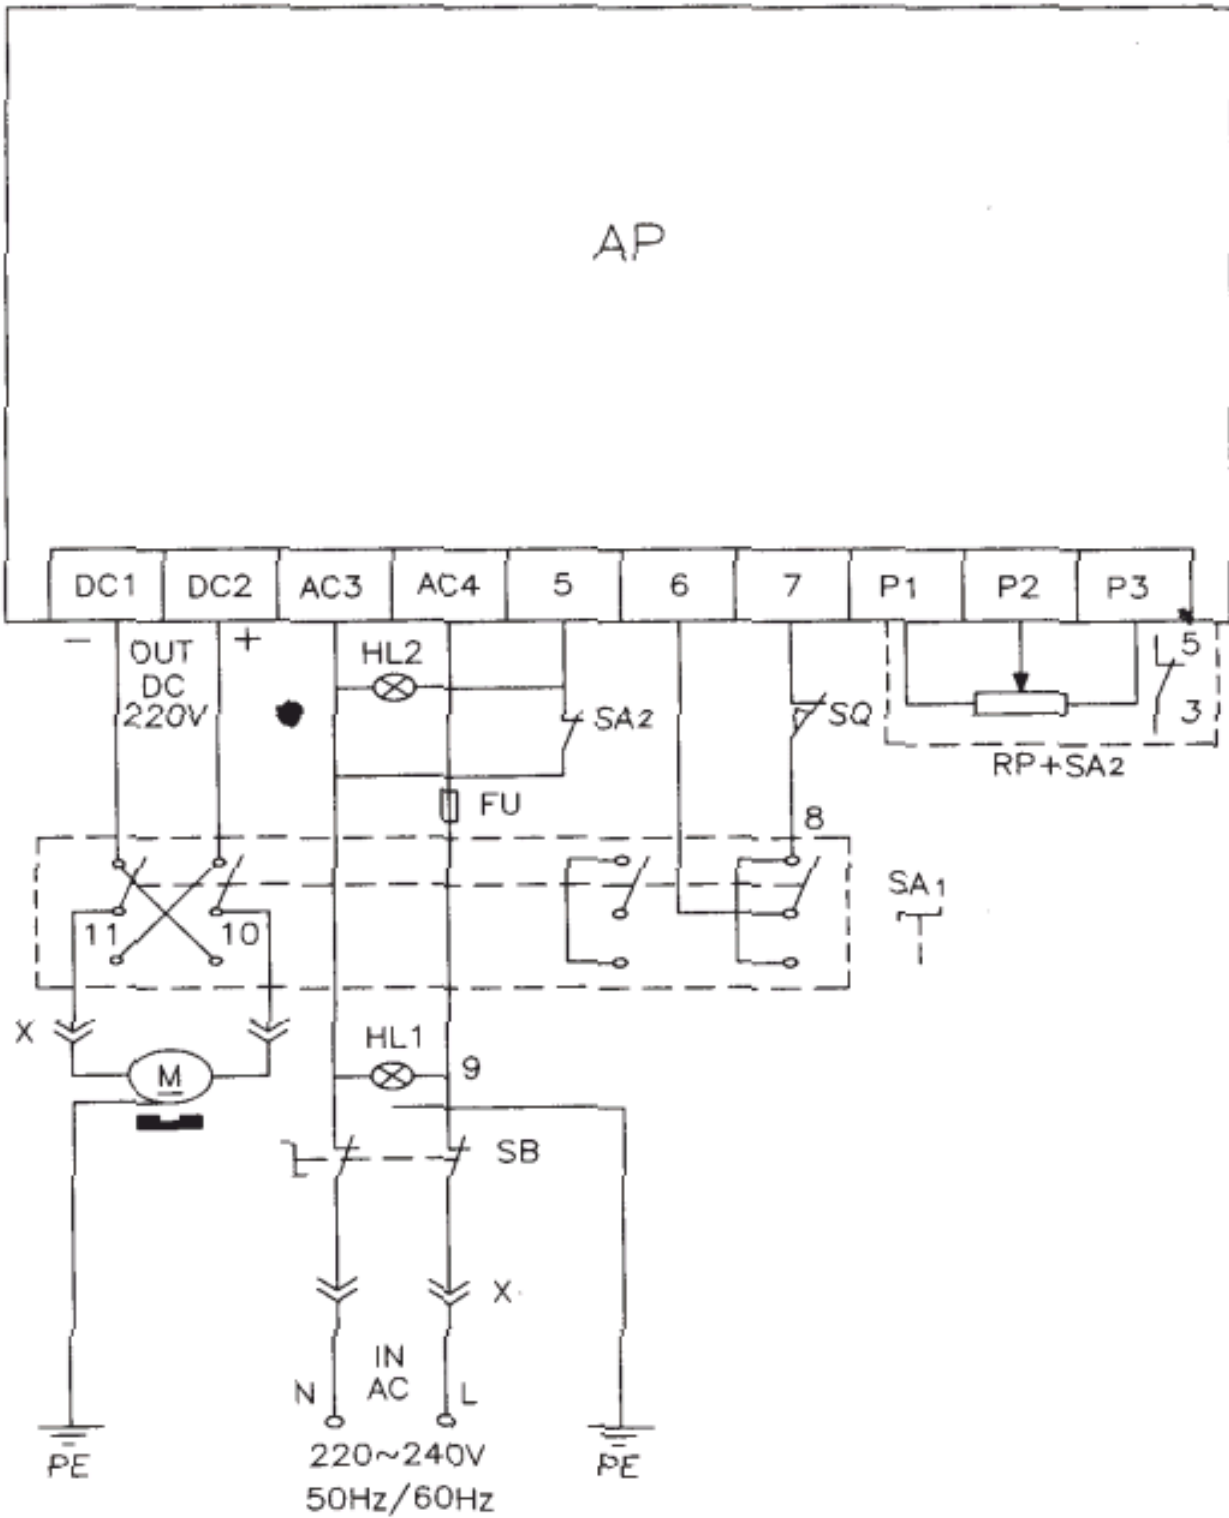 AP
DC1 DC2 AC3 AC4 5 6 7 P1 P2 P3
− OUT +
DC
220V
HL2
SA2
SQ
5
3
RP+SA2
FU
8
SA1
11 10
X
HL1
9
M
SB
X
IN
AC
N L
220~240V
50Hz/60Hz
PE
PE